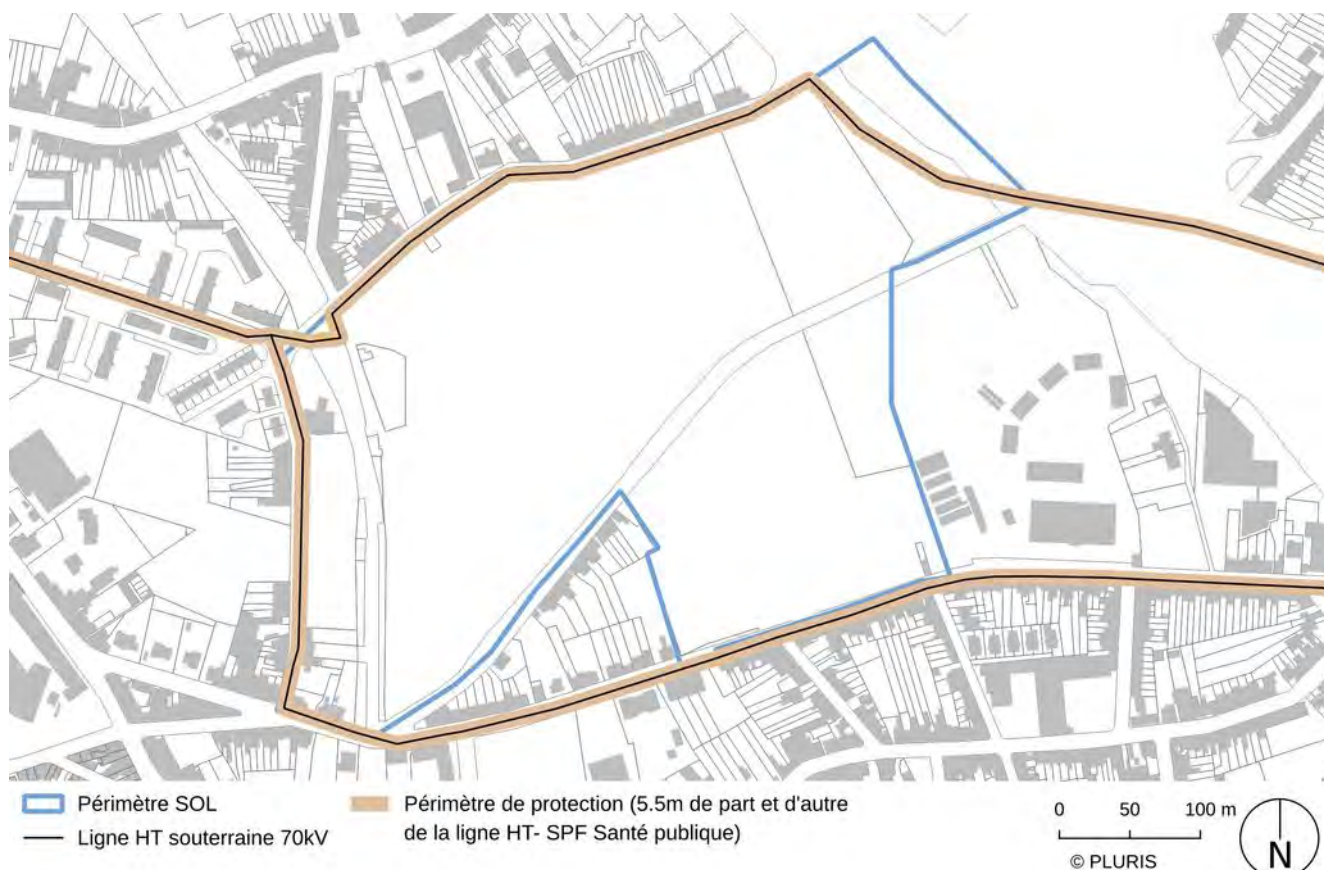 Périmètre SOL
Ligne HT souterraine 70kV
Périmètre de protection (5.5m de part et d'autre
de la ligne HT- SPF Santé publique)
0 50 100 m
© PLURIS
N